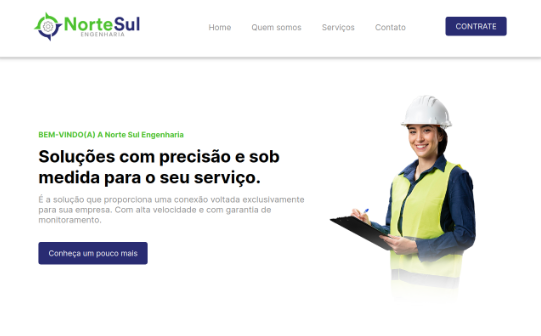 NorteSul
ENGENHARIA
Home Quem somos Serviços Contato CONTRATE
BEM-VINDO(A) A Norte Sul Engenharia
Soluções com precisão e sob
medida para o seu serviço.
É a solução que proporciona uma conexão voltada exclusivamente
para sua empresa. Com alta velocidade e com garantia de
monitoramento.
Conheça um pouco mais